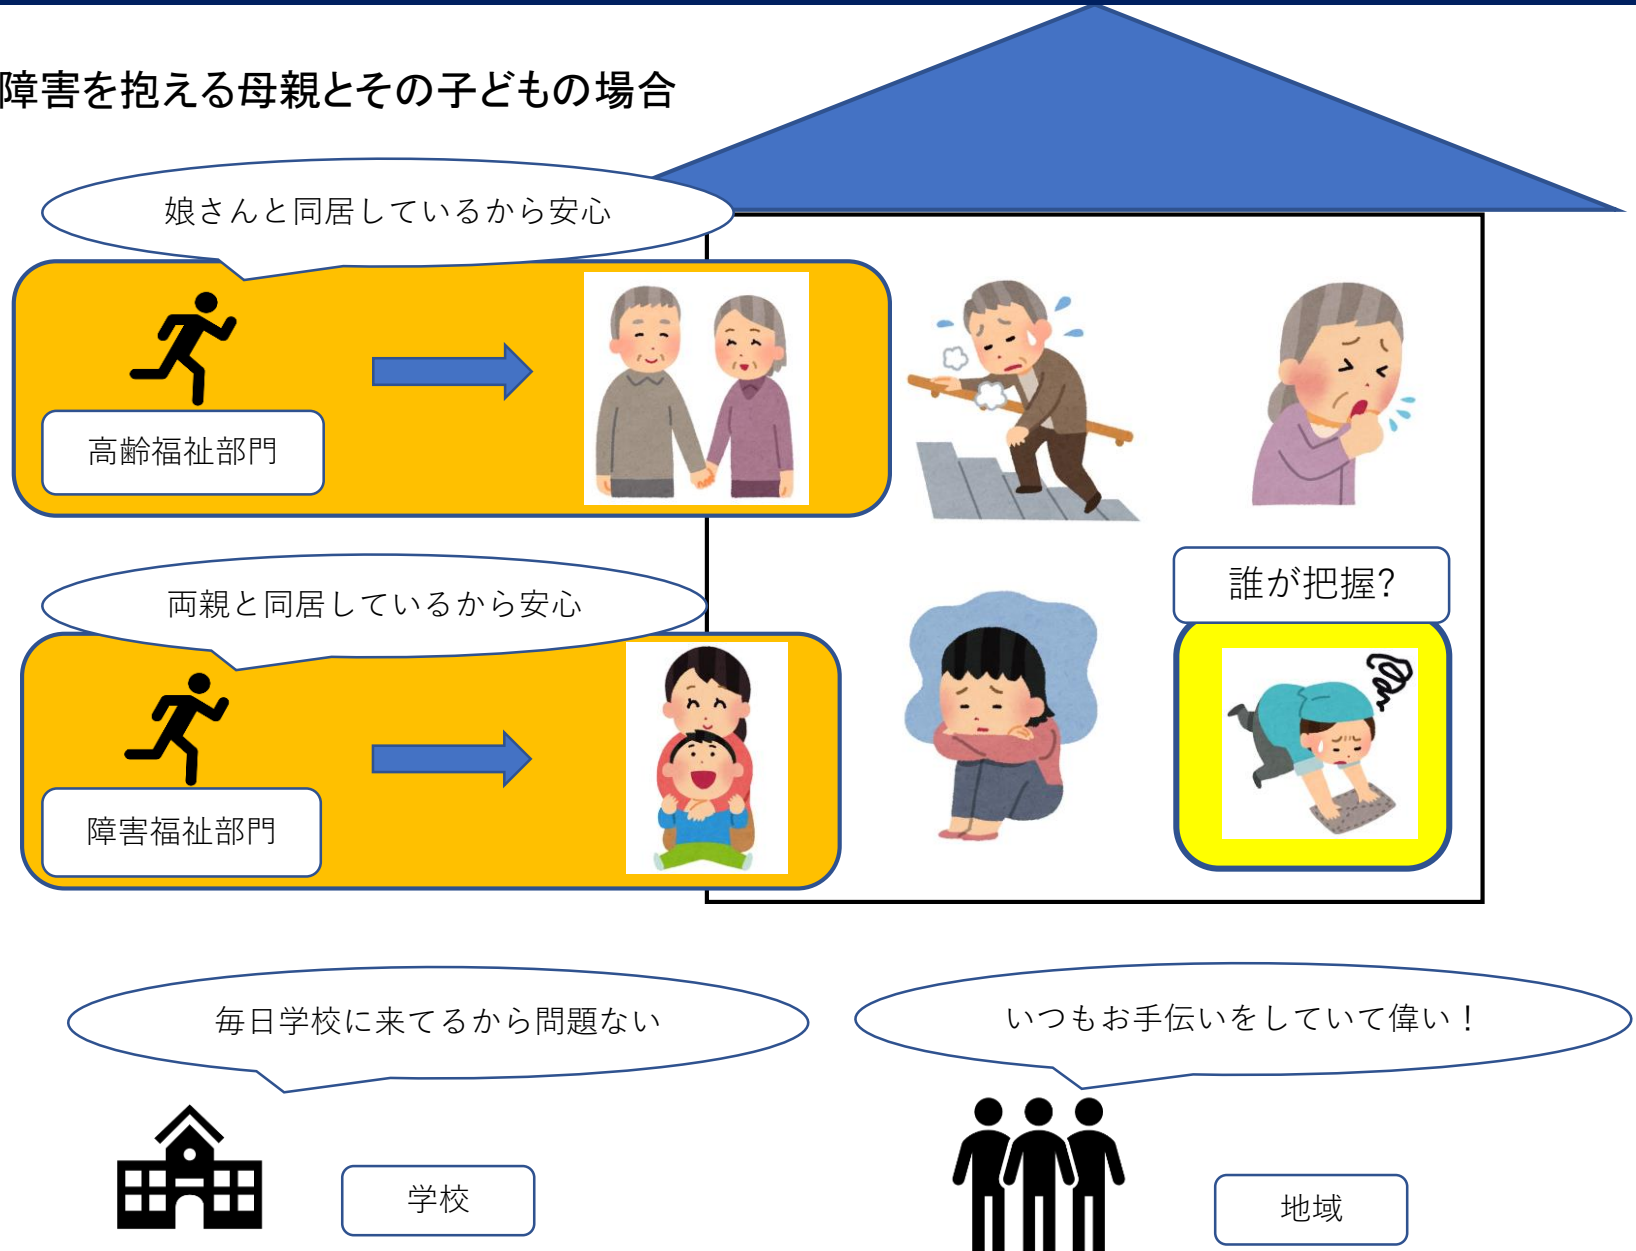 障害を抱える母親とその子どもの場合
娘さんと同居しているから安心
高齢福祉部門
両親と同居しているから安心
誰が把握?
障害福祉部門
毎日学校に来てるから問題ない
いつもお手伝いをしていて偉い！
学校
地域